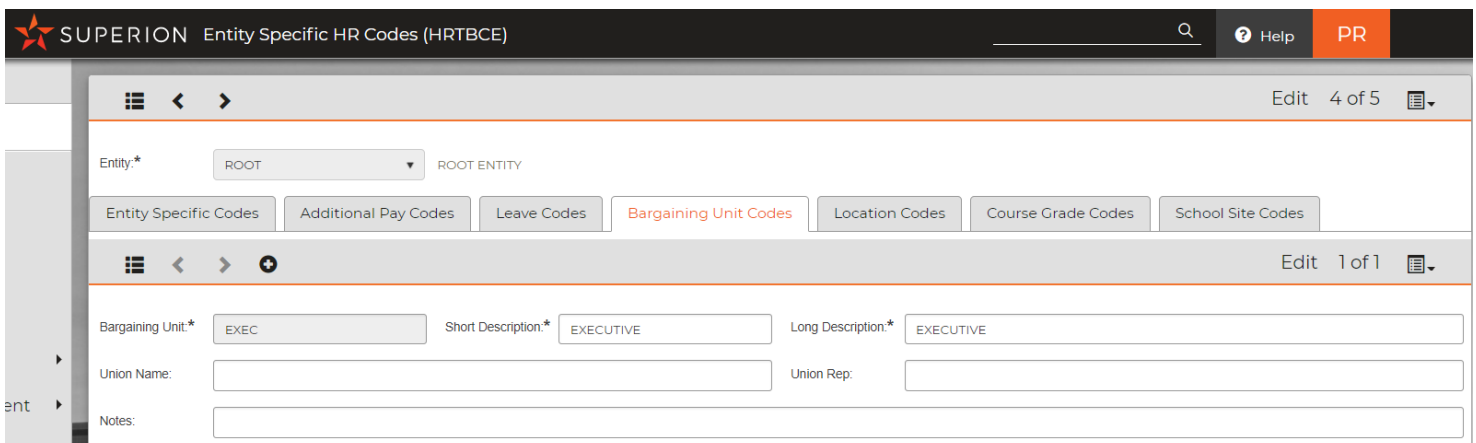 SUPERION Entity Specific HR Codes (HRTBCE) Help PR
Edit 4 of 5
Entity:* ROOT ROOT ENTITY
Entity Specific Codes Additional Pay Codes Leave Codes Bargaining Unit Codes Location Codes Course Grade Codes School Site Codes
Edit 1 of 1
Bargaining Unit:* EXEC Short Description:* EXECUTIVE Long Description:* EXECUTIVE
Union Name: Union Rep:
ent
Notes: